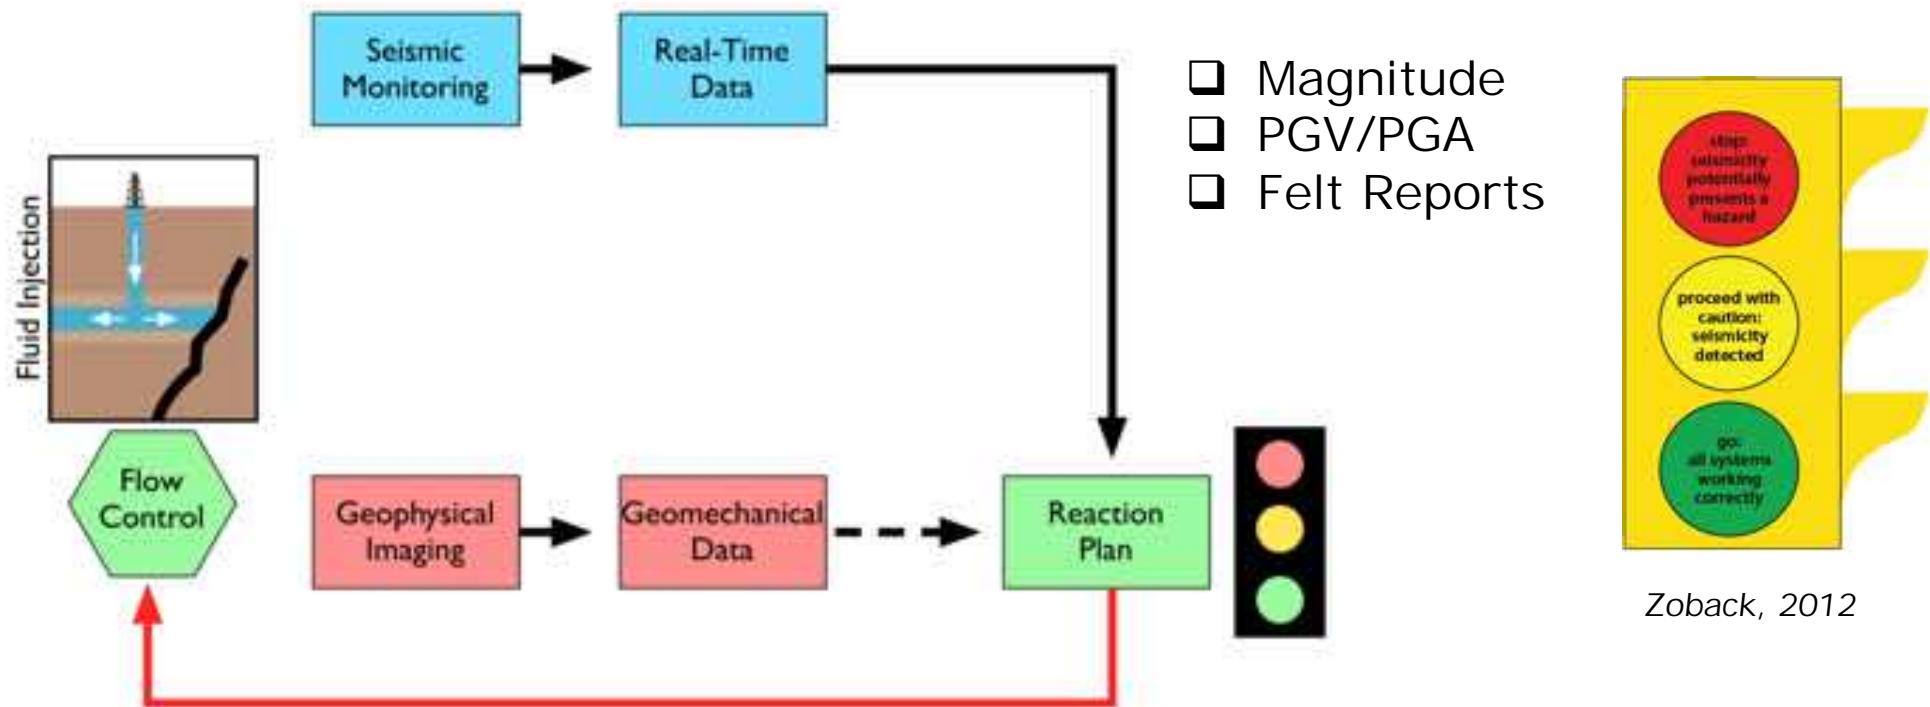 Seismic
Monitoring
Real-Time
Data
Magnitude
PGV/PGA
Felt Reports
stop:
seismicity
potentially
presents a
hazard
proceed with
caution:
seismicity
detected
go:
all systems
working
correctly
Zoback, 2012
Fluid Injection
Flow
Control
Geophysical
Imaging
Geomechanical
Data
Reaction
Plan